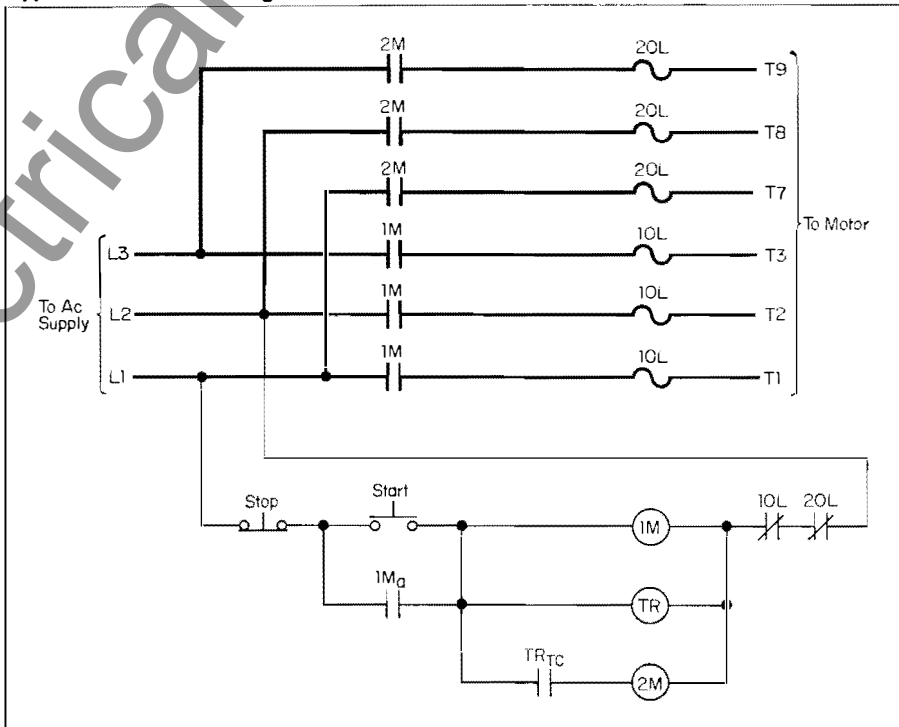 2M 2OL T9
2M 2OL T8
2M 2OL T7
To Motor
1M 1OL T3
L3
1M 1OL T2
To Ac
Supply
L2
1M 1OL T1
L1
Stop Start 1OL 2OL
1M
1Ma
TR
TRTC
2M
ctrical